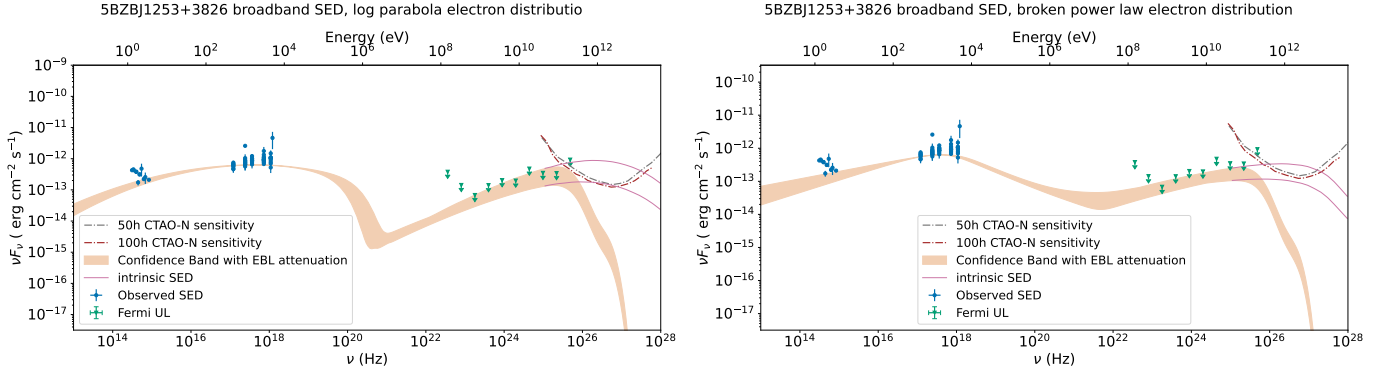 5BZBJ1253+3826 broadband SED, log parabola electron distributio
Energy (eV)
10^0 10^2 10^4 10^6 10^8 10^10 10^12
10^-9
10^-10
10^-11
10^-12
10^-13
10^-14
10^-15
10^-16
10^-17
νFν ( erg cm^-2 s^-1)
50h CTAO-N sensitivity
100h CTAO-N sensitivity
Confidence Band with EBL attenuation
intrinsic SED
Observed SED
Fermi UL
10^14 10^16 10^18 10^20 10^22 10^24 10^26 10^28
ν (Hz)
5BZBJ1253+3826 broadband SED, broken power law electron distribution
Energy (eV)
10^0 10^2 10^4 10^6 10^8 10^10 10^12
10^-10
10^-11
10^-12
10^-13
10^-14
10^-15
10^-16
10^-17
νFν ( erg cm^-2 s^-1)
50h CTAO-N sensitivity
100h CTAO-N sensitivity
Confidence Band with EBL attenuation
intrinsic SED
Observed SED
Fermi UL
10^14 10^16 10^18 10^20 10^22 10^24 10^26 10^28
ν (Hz)